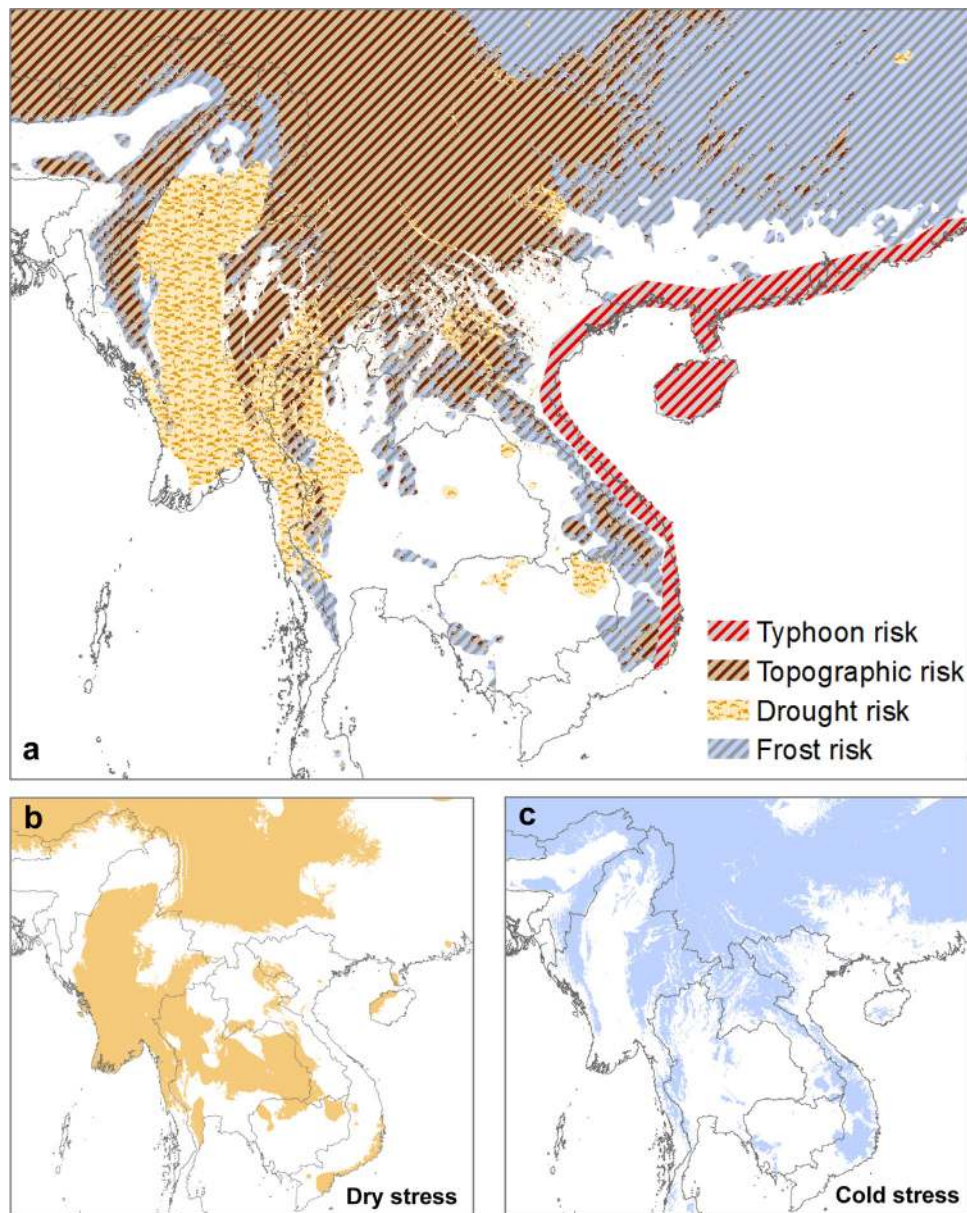 Typhoon risk
Topographic risk
Drought risk
Frost risk
a
b
Dry stress
c
Cold stress